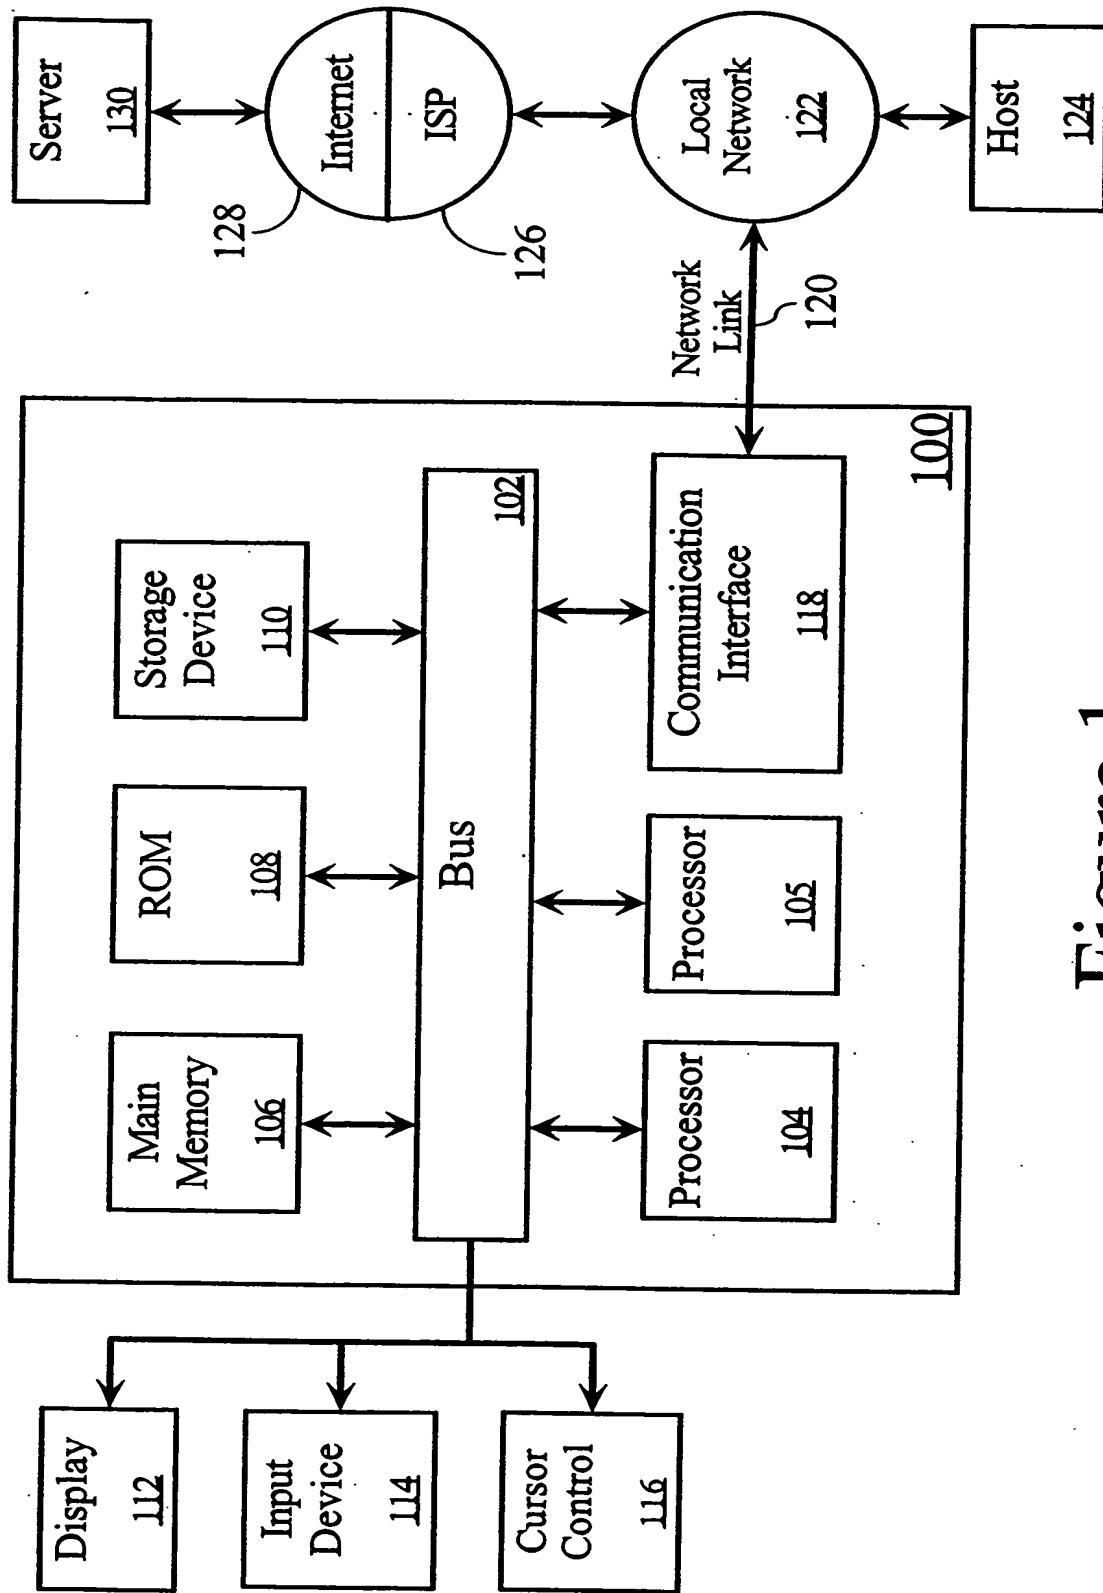 Display
112
Input
Device
114
Cursor
Control
116
Main
Memory
106
ROM
108
Storage
Device
110
Bus
102
Processor
104
Processor
105
Communication
Interface
118
100
Network
Link
120
Server
130
Internet
128
ISP
126
Local
Network
122
Host
124
Figure 1